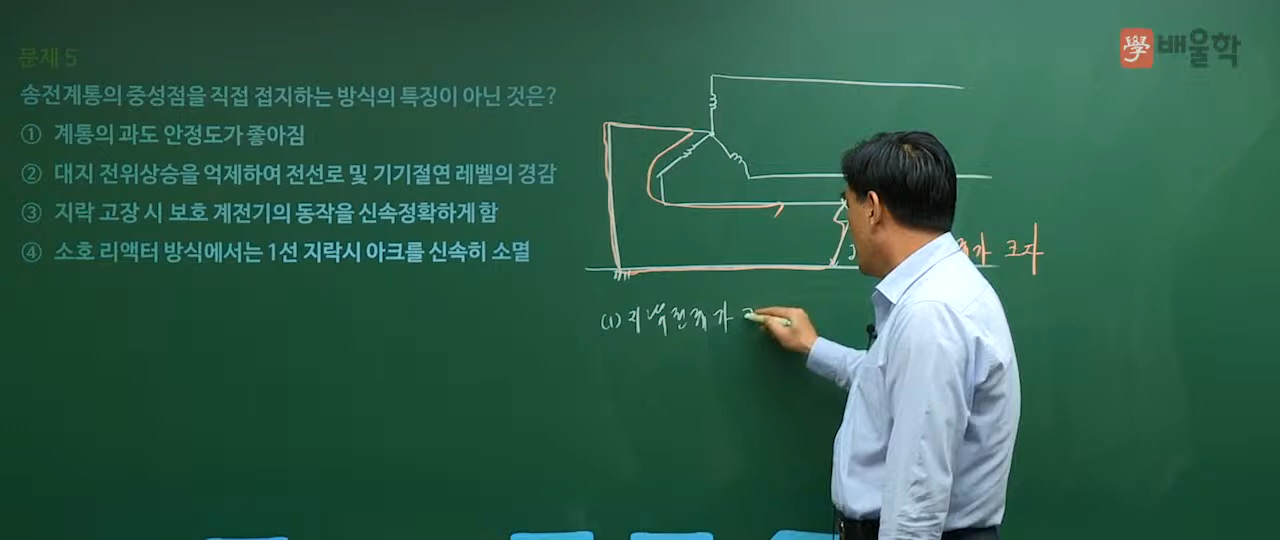 學 배울학
문제 5
송전계통의 중성점을 직접 접지하는 방식의 특징이 아닌 것은?
① 계통의 과도 안정도가 좋아짐
② 대지 전위상승을 억제하여 전선로 및 기기절연 레벨의 경감
③ 지락 고장 시 보호 계전기의 동작을 신속정확하게 함
④ 소호 리액터 방식에서는 1선 지락시 아크를 신속히 소멸
가 크다
(1) 지락전류가